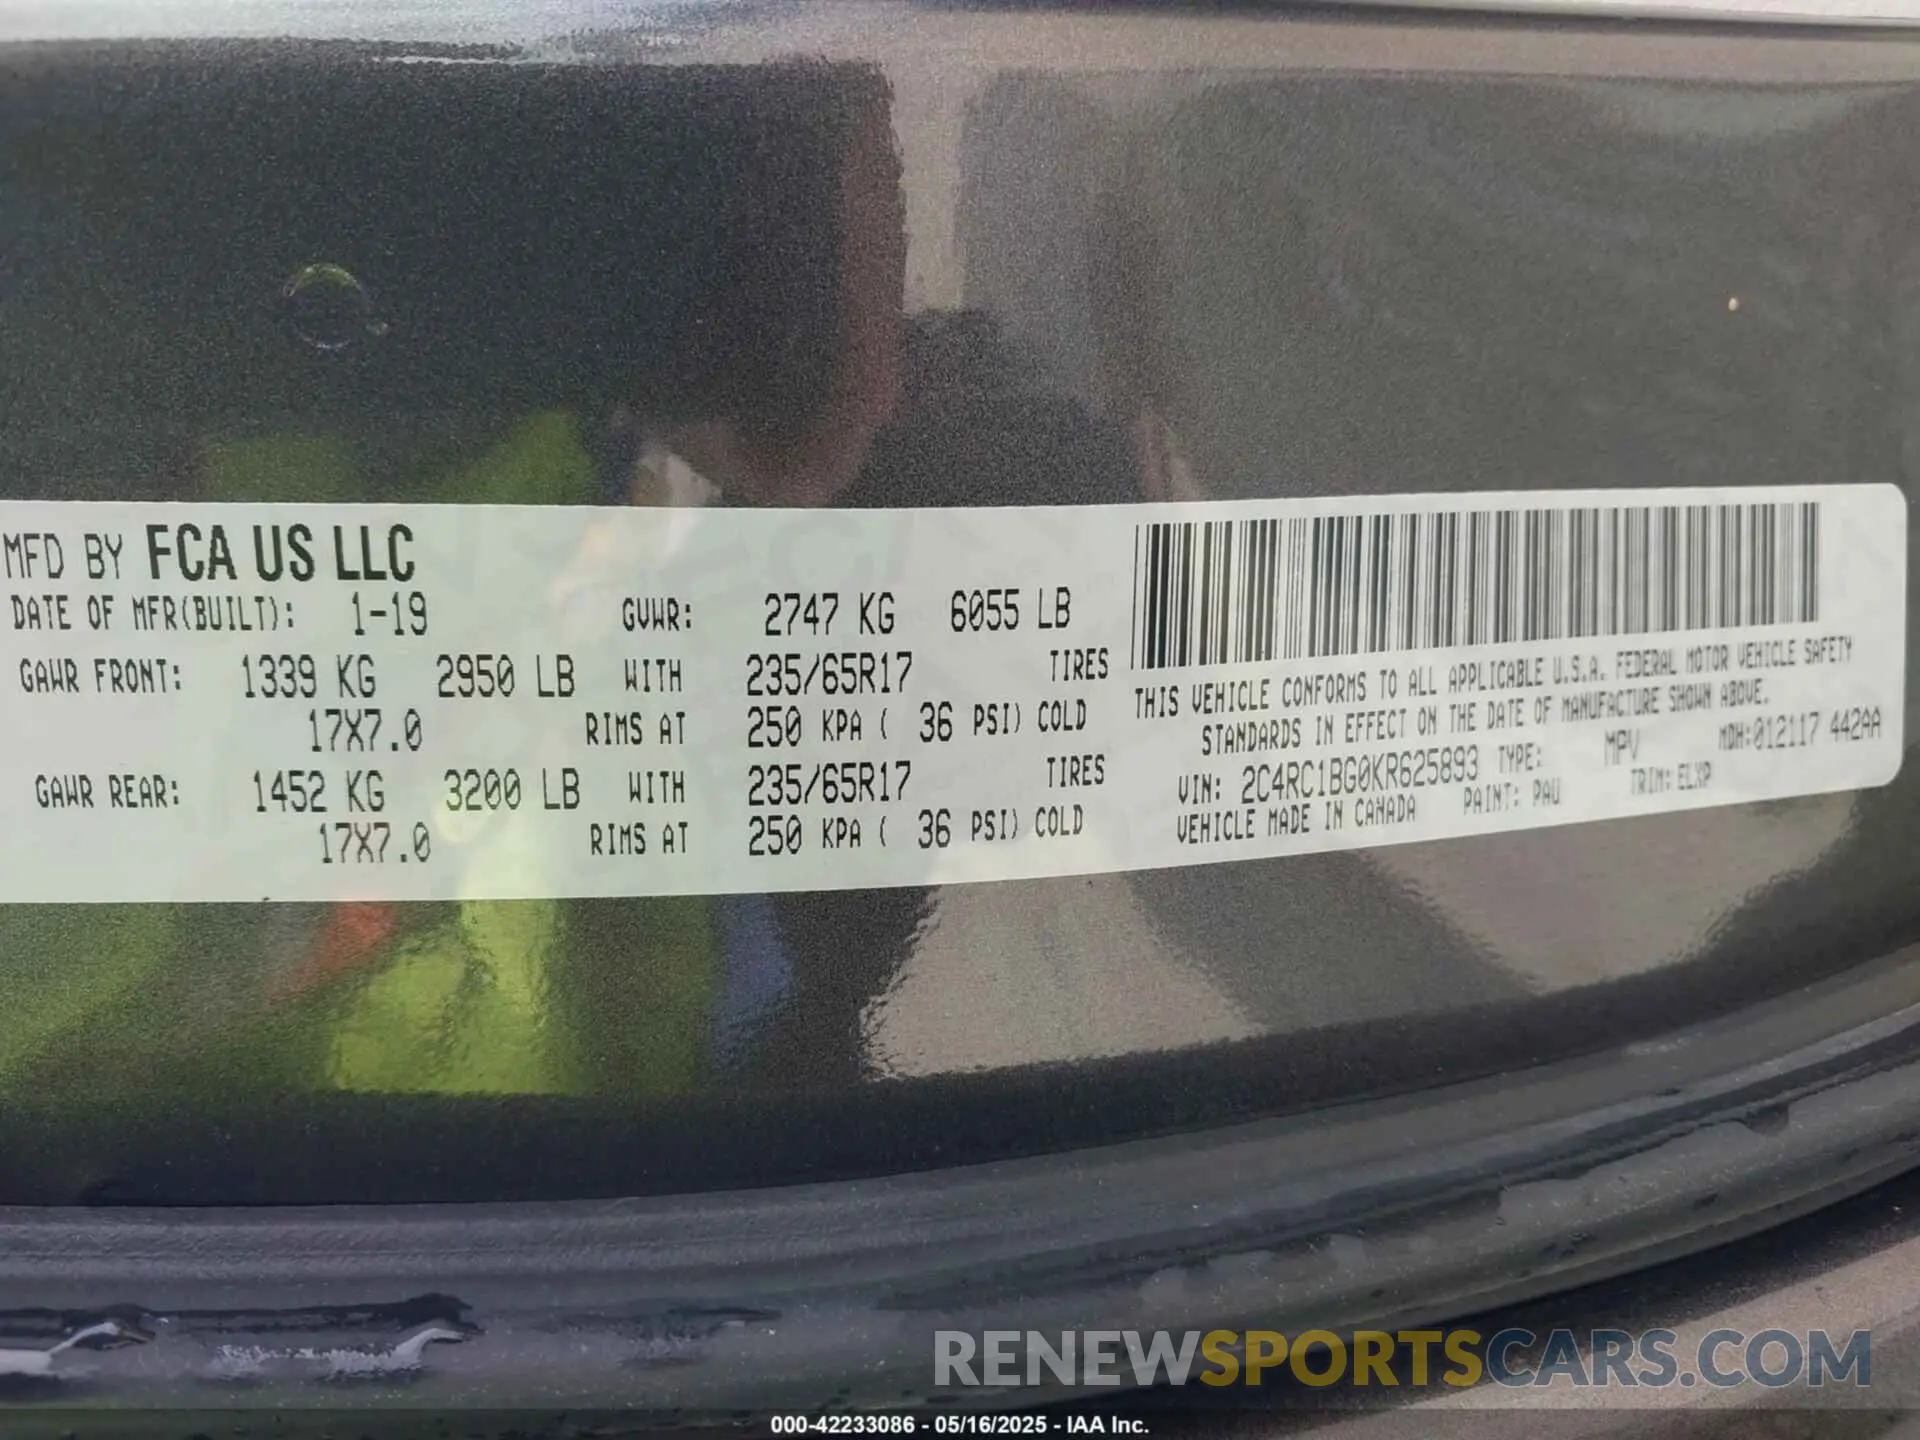 MFD BY FCA US LLC
DATE OF MFR(BUILT): 1-19 GVWR: 2747 KG 6055 LB
GAWR FRONT: 1339 KG 2950 LB WITH 235/65R17 TIRES
17X7.0 RIMS AT 250 KPA ( 36 PSI) COLD
GAWR REAR: 1452 KG 3200 LB WITH 235/65R17 TIRES
17X7.0 RIMS AT 250 KPA ( 36 PSI) COLD
THIS VEHICLE CONFORMS TO ALL APPLICABLE U.S.A. FEDERAL MOTOR VEHICLE SAFETY
STANDARDS IN EFFECT ON THE DATE OF MANUFACTURE SHOWN ABOVE.
VIN: 2C4RC1BG0KR625893 TYPE: MPV MDH:012117 442AA
VEHICLE MADE IN CANADA PAINT: PAU TRIM: ELXP
RENEWSPORTSCARS.COM
000-42233086 - 05/16/2025 - IAA Inc.